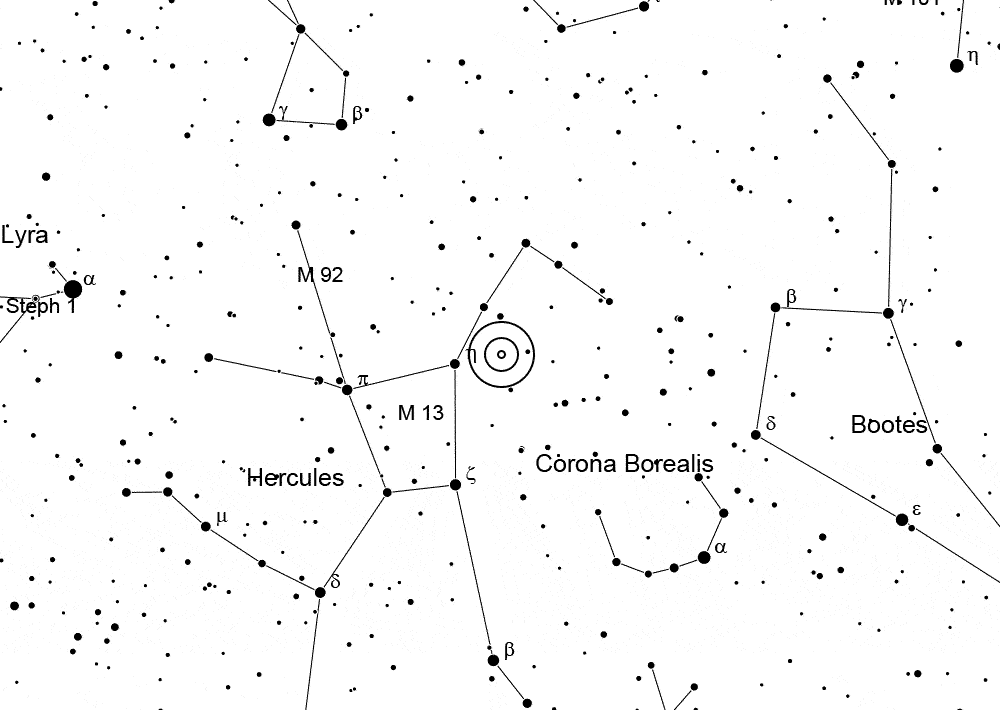 M 101
η
γ
β
Lyra
α
Steph 1
M 92
β
γ
η
π
M 13
δ
Bootes
Corona Borealis
Hercules
ζ
μ
ε
α
δ
β